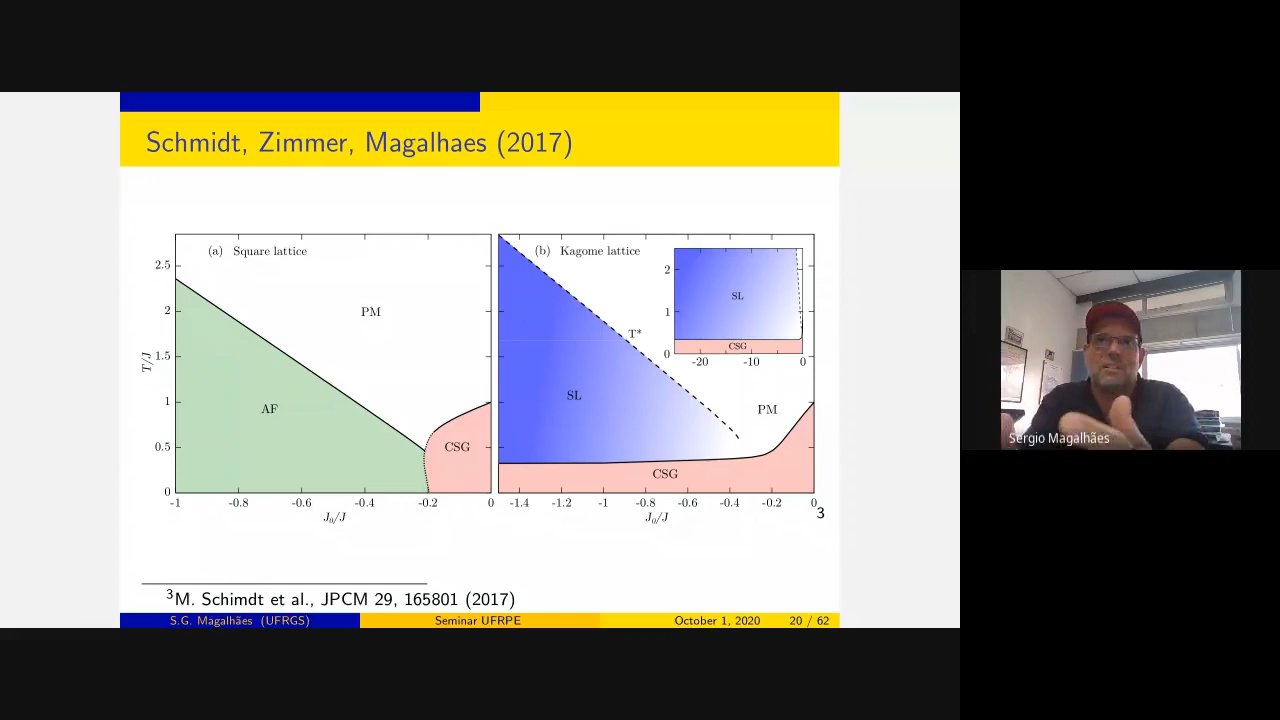 Schmidt, Zimmer, Magalhaes (2017)
(a) Square lattice
PM
AF
CSG
T/J
2.5
2
1.5
1
0.5
0
-1
-0.8
-0.6
-0.4
-0.2
0
J0/J
(b) Kagome lattice
T*
SL
PM
CSG
-1.4
-1.2
-1
-0.8
-0.6
-0.4
-0.2
0
J0/J
2
1
0
SL
CSG
-20
-10
0
3
3M. Schimdt et al., JPCM 29, 165801 (2017)
S.G. Magalhães (UFRGS)
Seminar UFRPE
October 1, 2020
20 / 62
Sérgio Magalhães